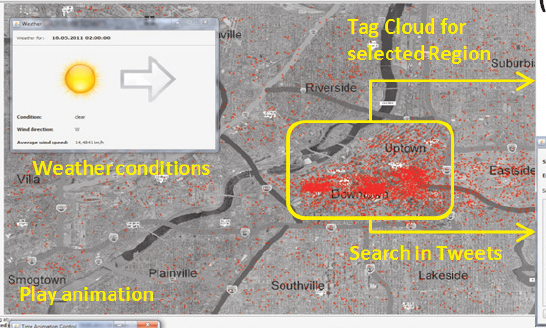 Weather
Weather for: 18.05.2011 02:00:00
Condition: clear
Wind direction: W
Average wind speed: 14.4841 km/h
Weather conditions
Tag Cloud for
selected Region
ville
Suburbia
Riverside
Uptown
Villa
Eastside
Downtown
Search in Tweets
Plainville
Smogtown
Southville
Lakeside
Play animation
Time Animation Control